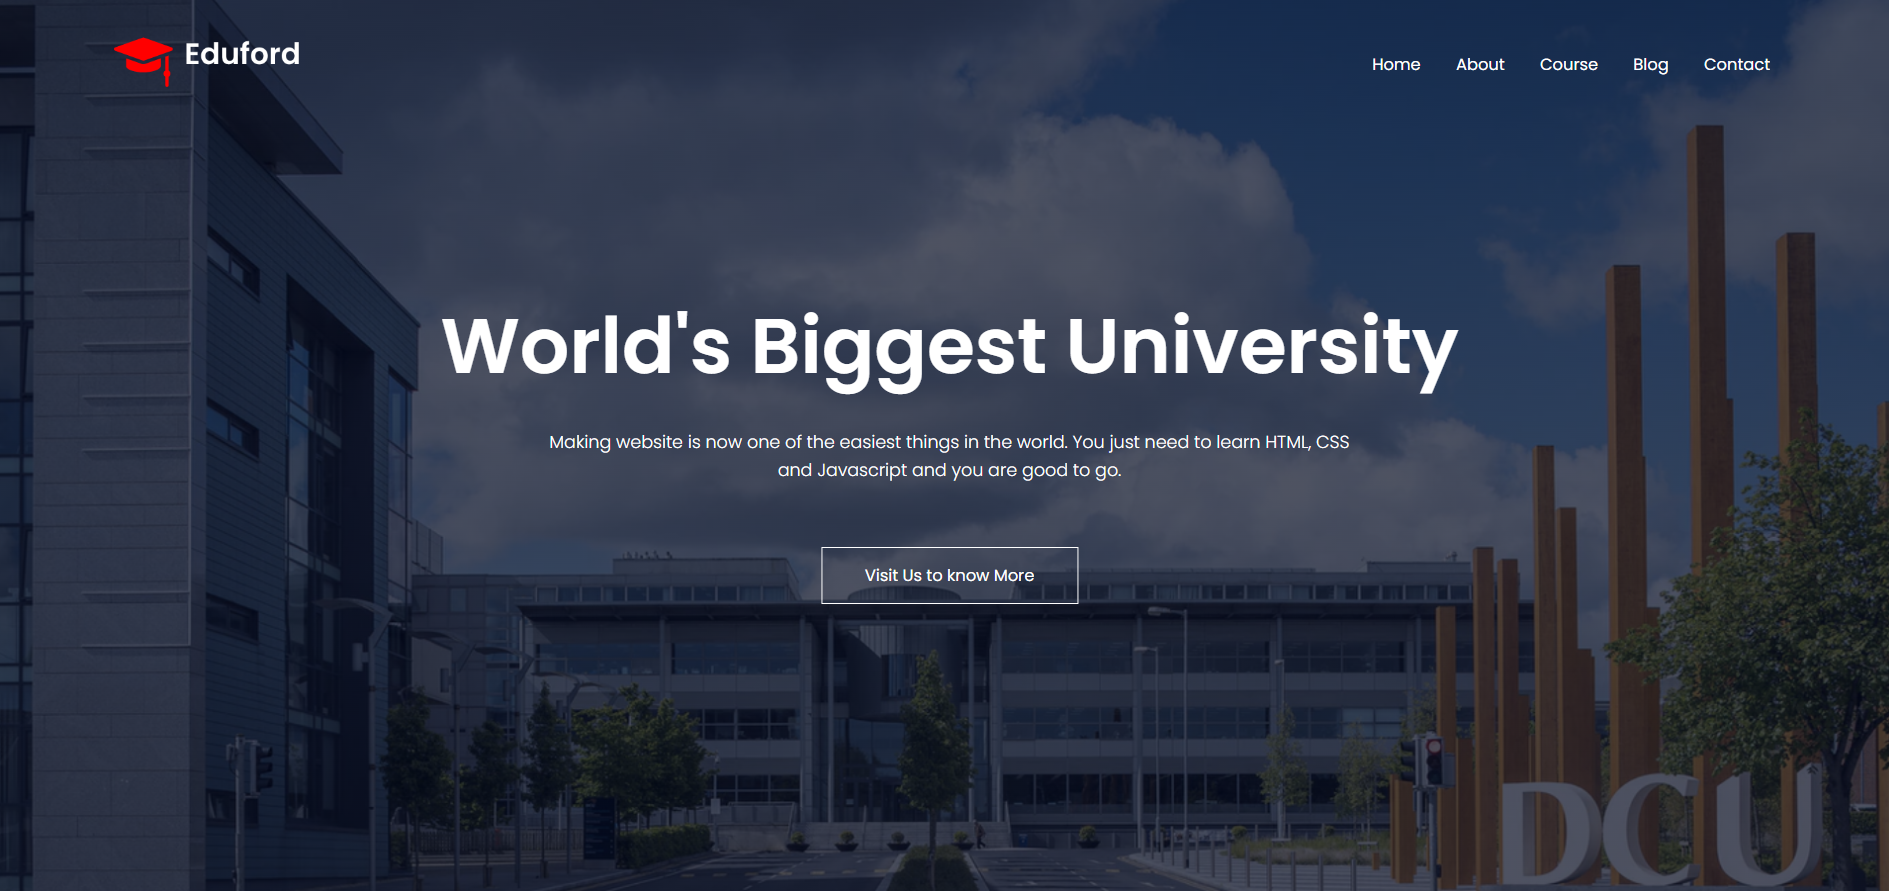 Eduford
Home About Course Blog Contact
World's Biggest University
Making website is now one of the easiest things in the world. You just need to learn HTML, CSS
and Javascript and you are good to go.
Visit Us to know More
DCU